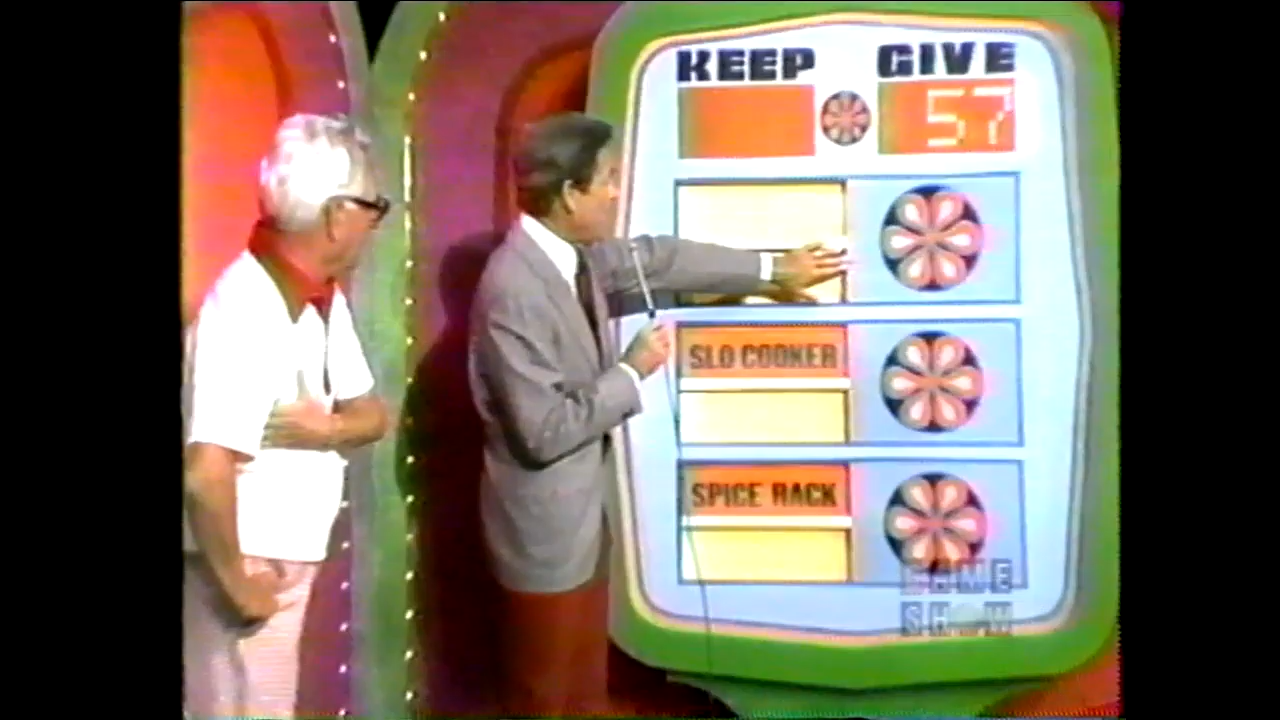 KEEP GIVE
57
SLO COOKER
SPICE RACK
GAME
SHOW